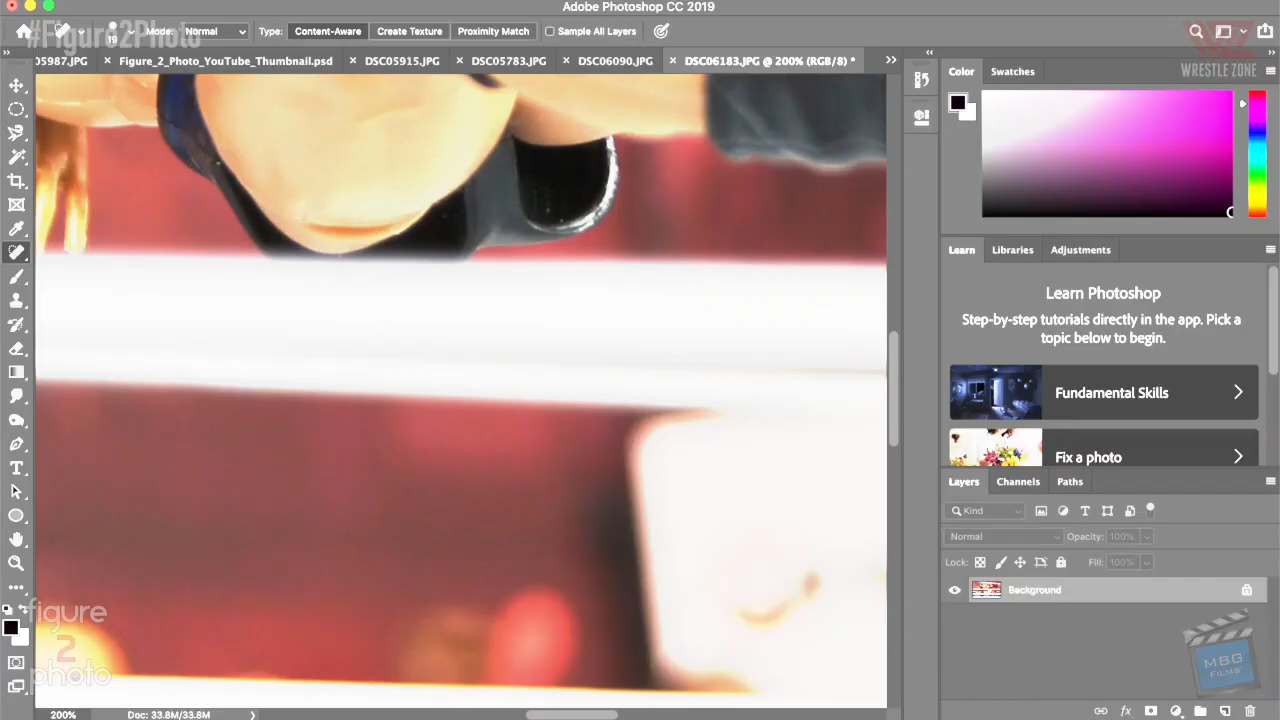 Adobe Photoshop CC 2019
#Figure2Photo
19
Mode: Normal
Type: Content-Aware
Create Texture
Proximity Match
Sample All Layers
WRESTLE ZONE
05987.JPG
Figure_2_Photo_YouTube_Thumbnail.psd
DSC05915.JPG
DSC05783.JPG
DSC06090.JPG
DSC06183.JPG @ 200% (RGB/8) *
Color
Swatches
Learn
Libraries
Adjustments
Learn Photoshop
Step-by-step tutorials directly in the app. Pick a
topic below to begin.
Fundamental Skills
Fix a photo
Layers
Channels
Paths
Kind
Normal
Opacity: 100%
Lock:
Fill: 100%
Background
figure
2
photo
MBG
FILMS
200%
Doc: 33.8M/33.8M